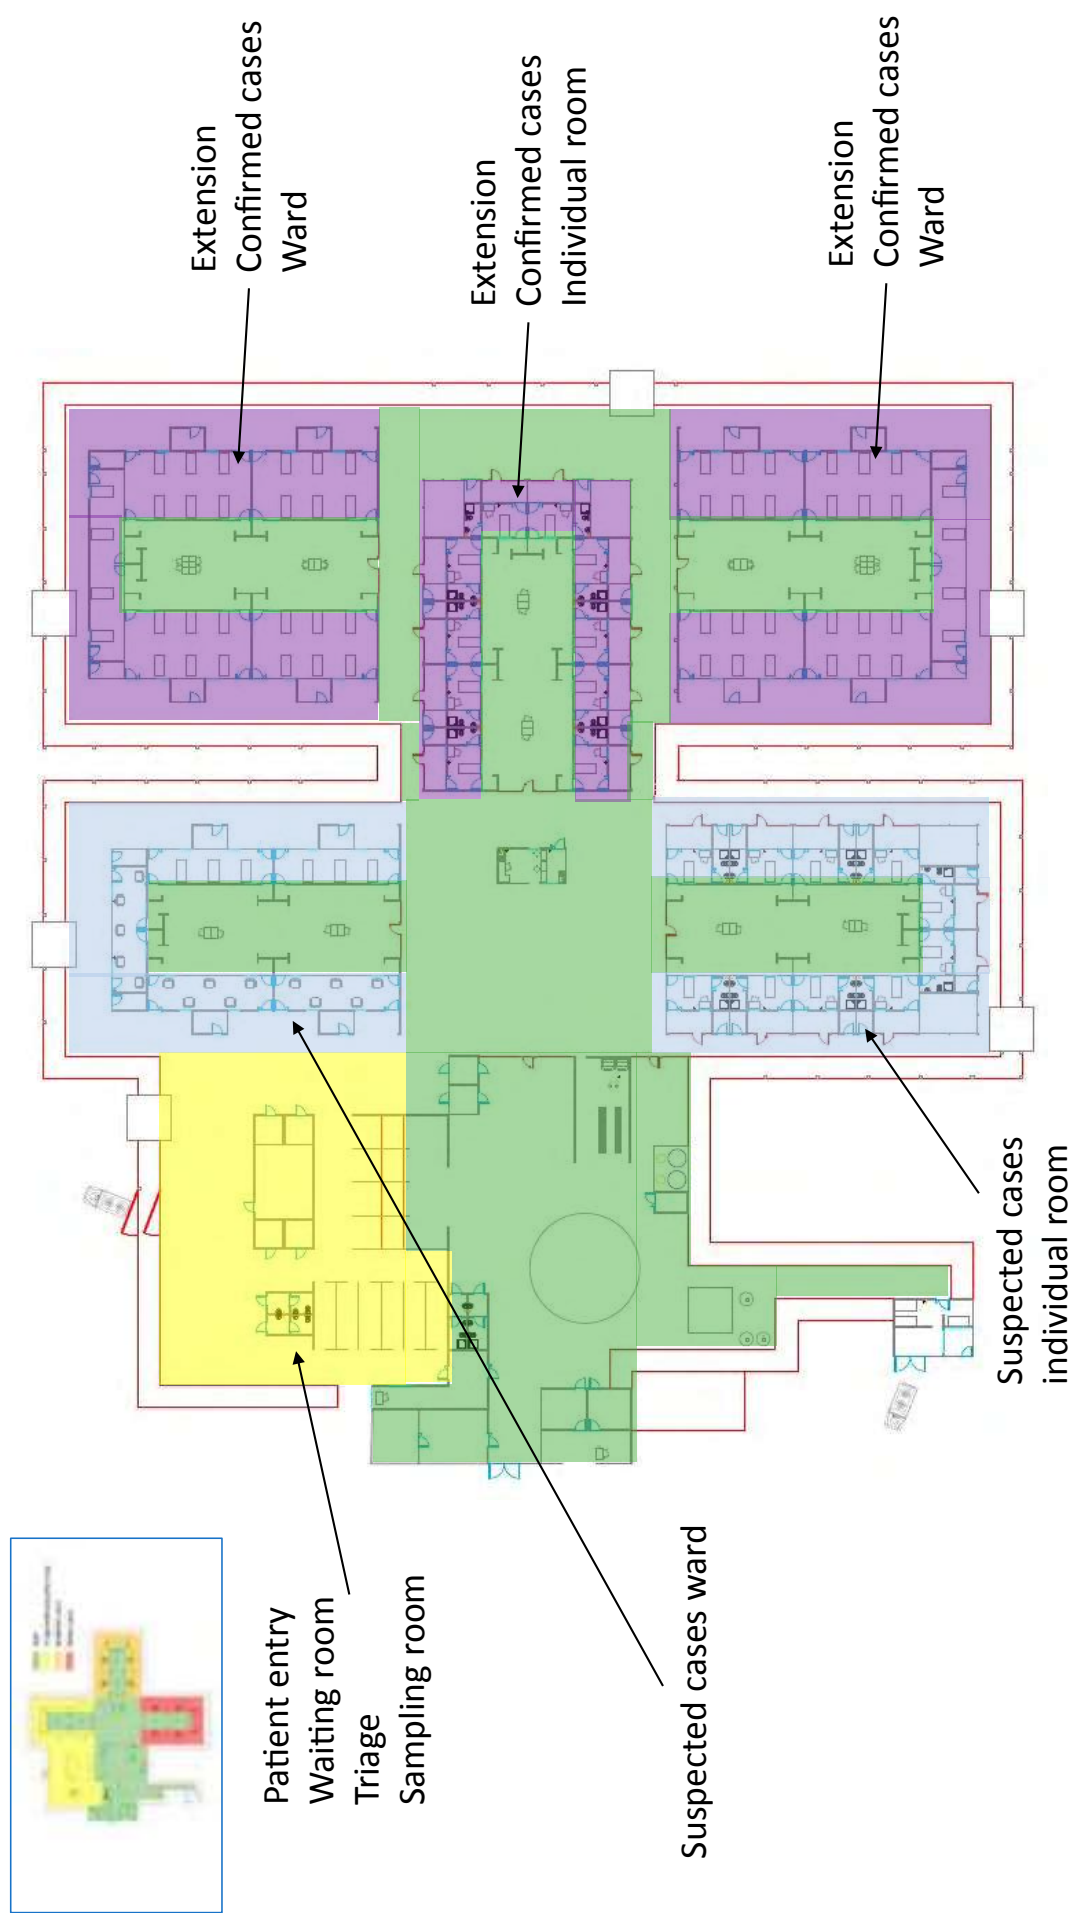 Patient entry
Waiting room
Triage
Sampling room
Suspected cases ward
Suspected cases
individual room
Extension
Confirmed cases
Ward
Extension
Confirmed cases
Individual room
Extension
Confirmed cases
Ward